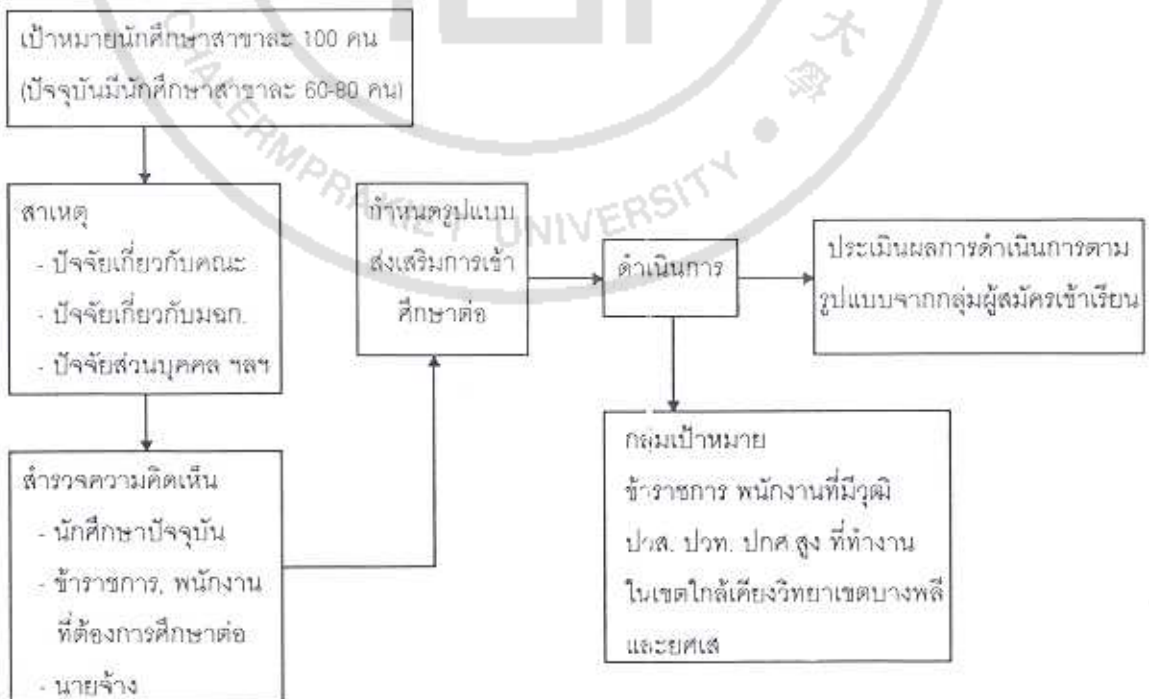 เป้าหมายนักศึกษาสาขาละ 100 คน
(ปัจจุบันมีนักศึกษาสาขาละ 60-80 คน)
สาเหตุ
- ปัจจัยเกี่ยวกับคณะ
- ปัจจัยเกี่ยวกับมฉก.
- ปัจจัยส่วนบุคคล ฯลฯ
สำรวจความคิดเห็น
- นักศึกษาปัจจุบัน
- ข้าราชการ, พนักงาน
ที่ต้องการศึกษาต่อ
- นายจ้าง
กำหนดรูปแบบ
ส่งเสริมการเข้า
ศึกษาต่อ
ดำเนินการ
ประเมินผลการดำเนินการตาม
รูปแบบจากกลุ่มผู้สมัครเข้าเรียน
กลุ่มเป้าหมาย
ข้าราชการ พนักงานที่มีวุฒิ
ปวส. ปวท. ปกศ.สูง ที่ทำงาน
ในเขตใกล้เคียงวิทยาเขตบางพลี
และยศเส
CHALERMPRAKIET UNIVERSITY
大學